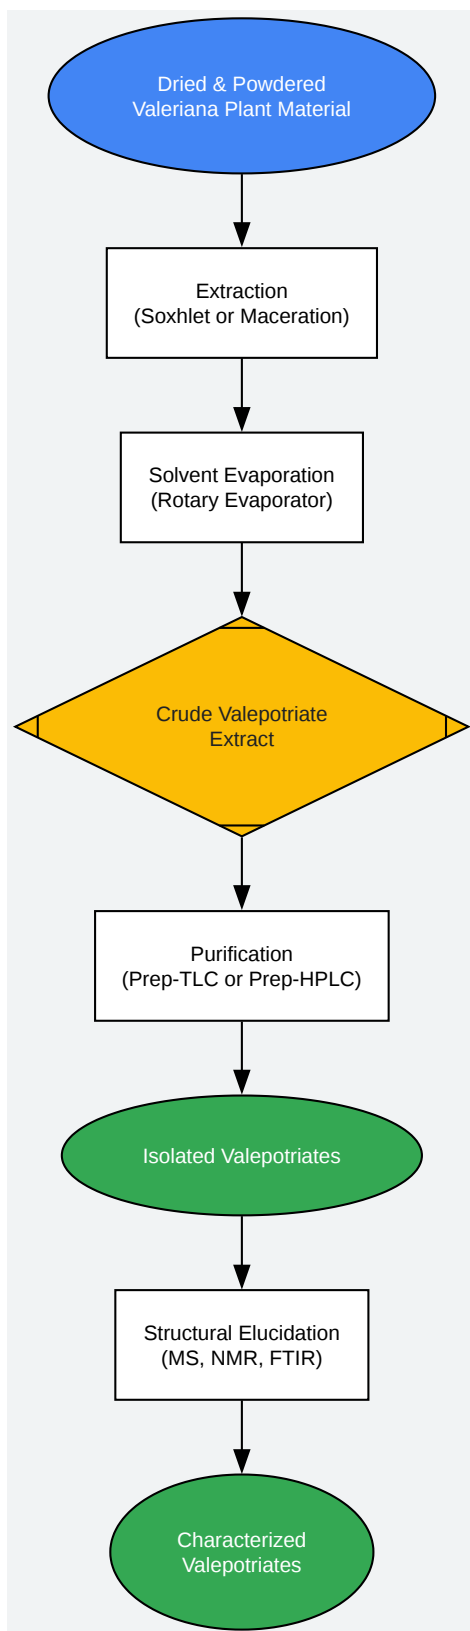 Dried & Powdered
Valeriana Plant Material
Extraction
(Soxhlet or Maceration)
Solvent Evaporation
(Rotary Evaporator)
Crude Valepotriate
Extract
Purification
(Prep-TLC or Prep-HPLC)
Isolated Valepotriates
Structural Elucidation
(MS, NMR, FTIR)
Characterized
Valepotriates